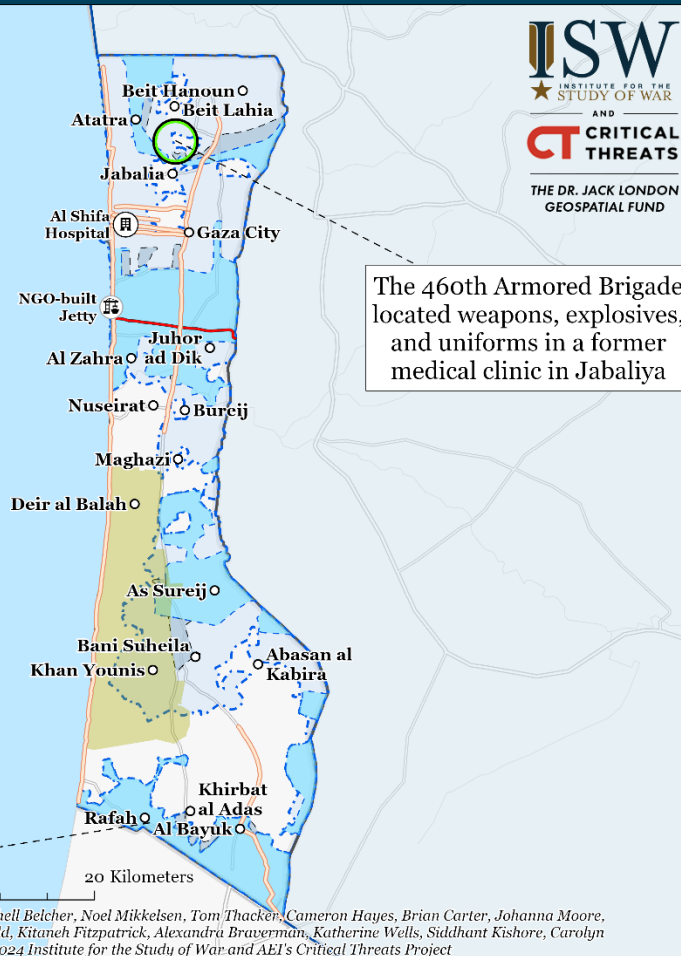 ISW
INSTITUTE FOR THE
STUDY OF WAR
AND
CT CRITICAL
THREATS
THE DR. JACK LONDON
GEOSPATIAL FUND
Beit Hanoun
Beit Lahia
Atatra
Jabalia
Al Shifa
Hospital
Gaza City
The 460th Armored Brigade
located weapons, explosives,
and uniforms in a former
medical clinic in Jabaliya
NGO-built
Jetty
Juhor
ad Dik
Al Zahra
Nuseirat
Bureij
Maghazi
Deir al Balah
As Sureij
Bani Suheila
Khan Younis
Abasan al
Kabira
Khirbat
al Adas
Rafah
Al Bayuk
20 Kilometers
Belcher, Noel Mikkelsen, Tom Thacker, Cameron Hayes, Brian Carter, Johanna Moore,
Kitaneh Fitzpatrick, Alexandra Braverman, Katherine Wells, Siddhant Kishore, Carolyn
Institute for the Study of War and AEI's Critical Threats Project